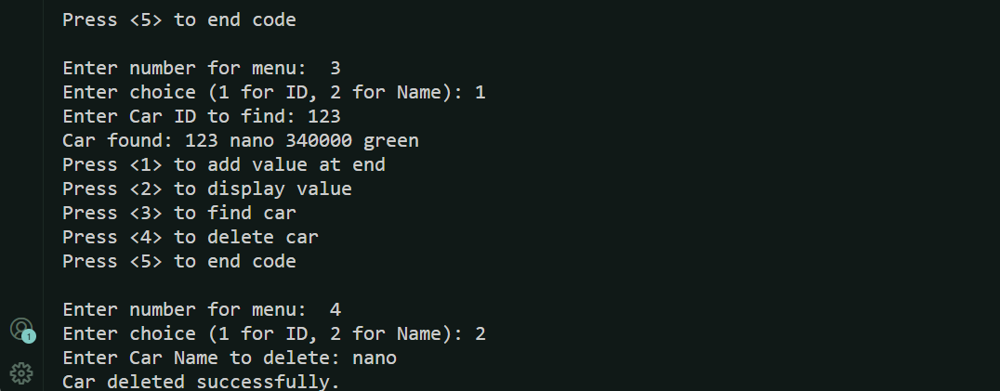 Press <5> to end code
Enter number for menu:  3
Enter choice (1 for ID, 2 for Name): 1
Enter Car ID to find: 123
Car found: 123 nano 340000 green
Press <1> to add value at end
Press <2> to display value
Press <3> to find car
Press <4> to delete car
Press <5> to end code
Enter number for menu:  4
Enter choice (1 for ID, 2 for Name): 2
Enter Car Name to delete: nano
Car deleted successfully.
1